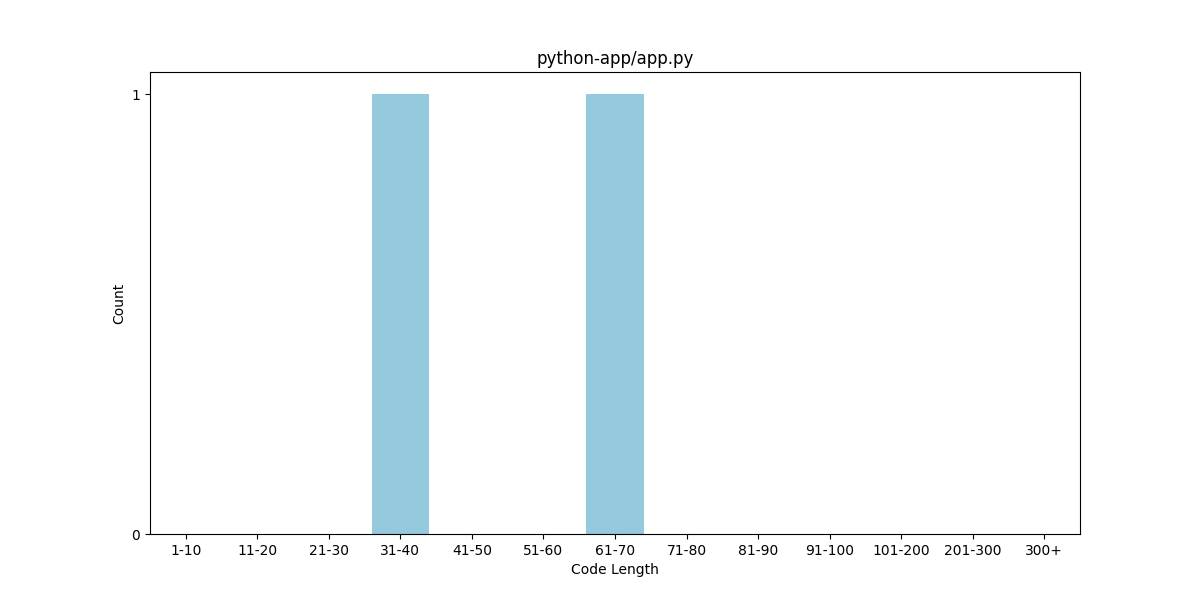 python-app/app.py
1
Count
0
1-10 11-20 21-30 31-40 41-50 51-60 61-70 71-80 81-90 91-100 101-200 201-300 300+
Code Length